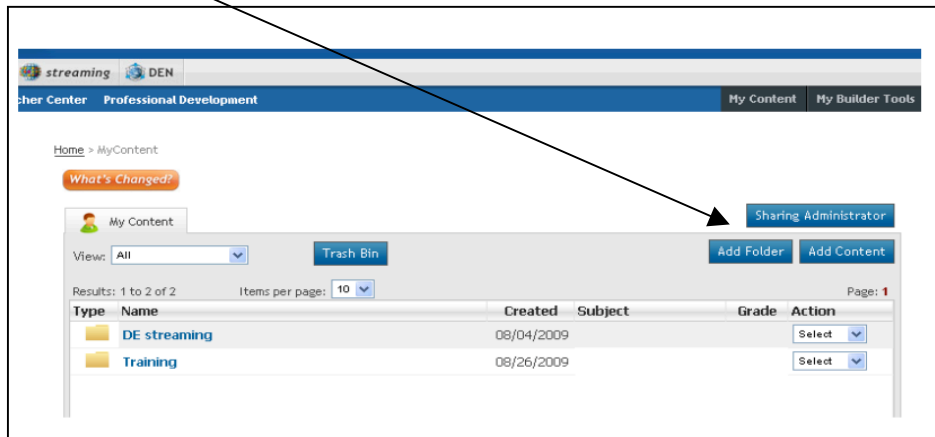 streaming DEN
cher Center Professional Development My Content My Builder Tools
Home > MyContent
What's Changed?
My Content Sharing Administrator
View: All Trash Bin Add Folder Add Content
Results: 1 to 2 of 2 Items per page: 10 Page: 1
Type Name Created Subject Grade Action
DE streaming 08/04/2009 Select
Training 08/26/2009 Select